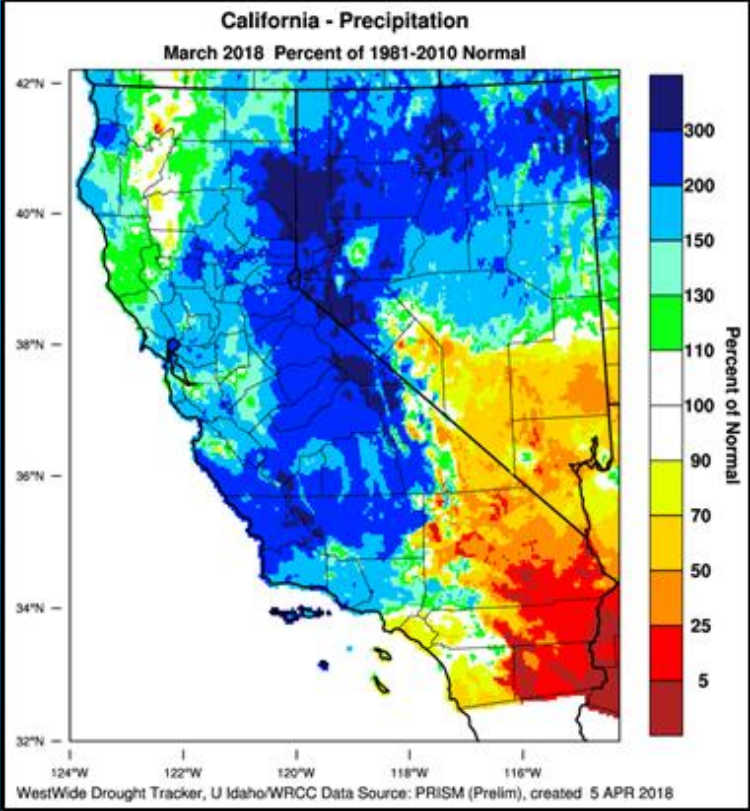 California - Precipitation
March 2018 Percent of 1981-2010 Normal
42°N
40°N
38°N
36°N
34°N
32°N
124°W
122°W
120°W
118°W
116°W
300
200
150
130
110
100
90
70
50
25
5
Percent of Normal
WestWide Drought Tracker, U Idaho/WRCC Data Source: PRISM (Prelim), created 5 APR 2018